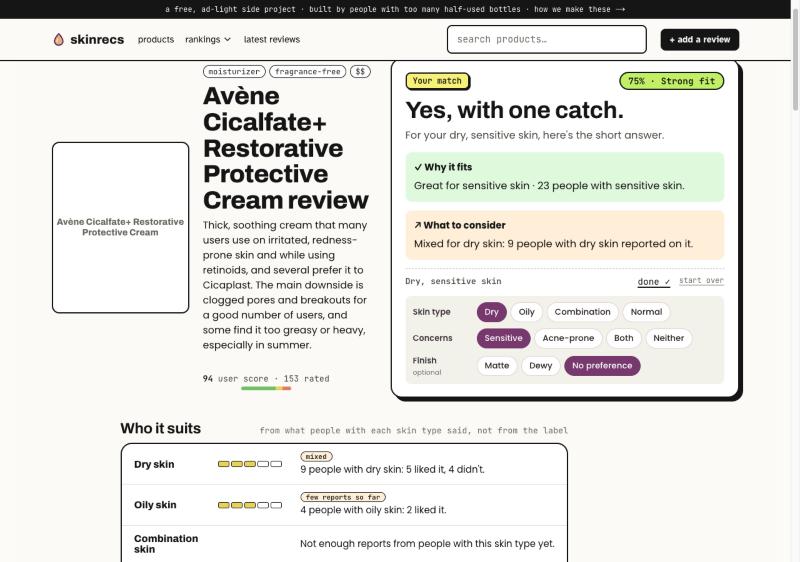 a free, ad-light side project · built by people with too many half-used bottles · how we make these ⟶
skinrecs
products
rankings
latest reviews
search products…
+ add a review
moisturizer
fragrance-free
$$
Avène
Cicalfate+
Restorative
Protective
Cream review
Avène Cicalfate+ Restorative
Protective Cream
Thick, soothing cream that many
users use on irritated, redness-
prone skin and while using
retinoids, and several prefer it to
Cicaplast. The main downside is
clogged pores and breakouts for
a good number of users, and
some find it too greasy or heavy,
especially in summer.
94 user score · 153 rated
Your match
75% · Strong fit
Yes, with one catch.
For your dry, sensitive skin, here's the short answer.
✓ Why it fits
Great for sensitive skin · 23 people with sensitive skin.
↗ What to consider
Mixed for dry skin: 9 people with dry skin reported on it.
Dry, sensitive skin
done ✓
start over
Skin type
Dry
Oily
Combination
Normal
Concerns
Sensitive
Acne-prone
Both
Neither
Finish
optional
Matte
Dewy
No preference
Who it suits
from what people with each skin type said, not from the label
Dry skin
mixed
9 people with dry skin: 5 liked it, 4 didn't.
Oily skin
few reports so far
4 people with oily skin: 2 liked it.
Combination
skin
Not enough reports from people with this skin type yet.